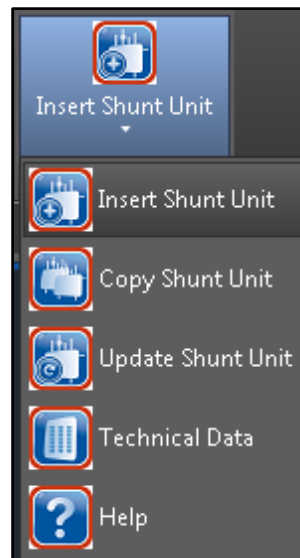 Insert Shunt Unit
Insert Shunt Unit
Copy Shunt Unit
Update Shunt Unit
Technical Data
Help